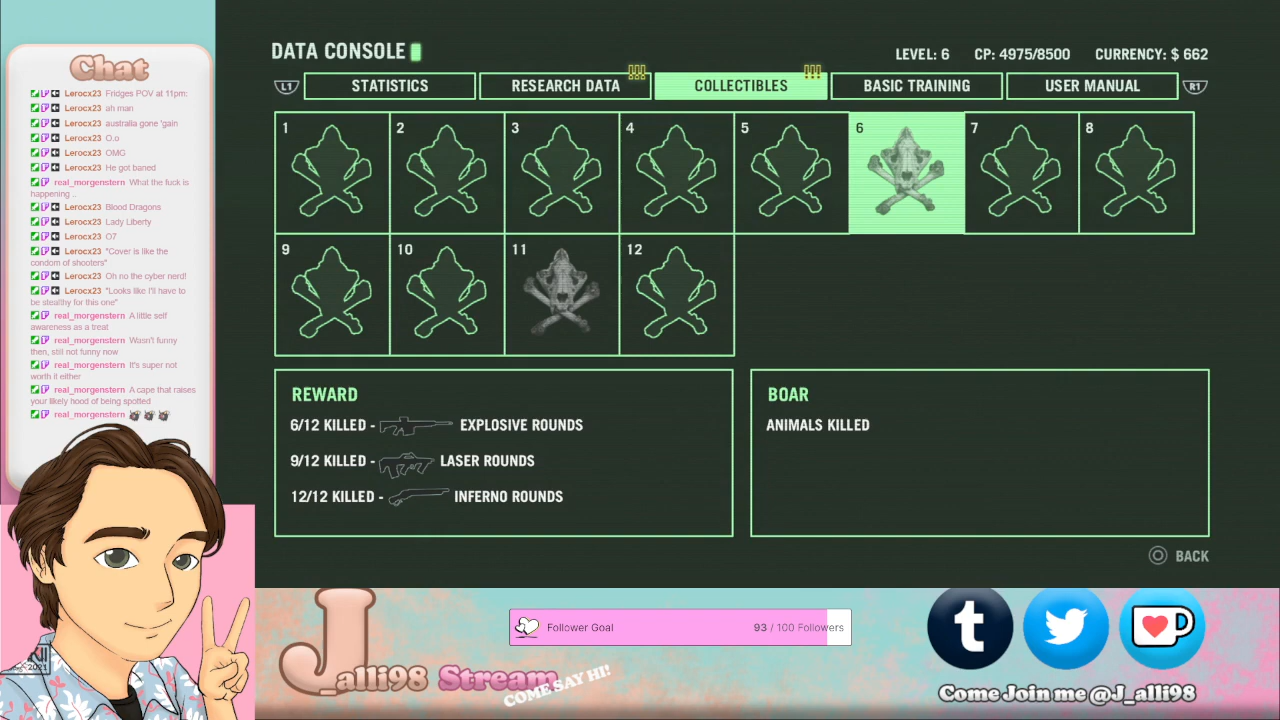 Chat
Lerocx23 Fridges POV at 11pm:
Lerocx23 ah man
Lerocx23 australia gone 'gain
Lerocx23 O.o
Lerocx23 OMG
Lerocx23 He got baned
real_morgenstern What the fuck is
happening ..
Lerocx23 Blood Dragons
Lerocx23 Lady Liberty
Lerocx23 O7
Lerocx23 "Cover is like the
condom of shooters"
Lerocx23 Oh no the cyber nerd!
Lerocx23 "Looks like I'll have to
be stealthy for this one"
real_morgenstern A little self
awareness as a treat
real_morgenstern Wasn't funny
then, still not funny now
real_morgenstern It's super not
worth it either
real_morgenstern A cape that raises
your likely hood of being spotted
real_morgenstern
DATA CONSOLE
LEVEL: 6 CP: 4975/8500 CURRENCY: $ 662
L1 STATISTICS RESEARCH DATA COLLECTIBLES BASIC TRAINING USER MANUAL R1
1 2 3 4 5 6 7 8
9 10 11 12
REWARD
6/12 KILLED - EXPLOSIVE ROUNDS
9/12 KILLED - LASER ROUNDS
12/12 KILLED - INFERNO ROUNDS
BOAR
ANIMALS KILLED
BACK
2021
J_alli98 Stream
COME SAY HI!
Follower Goal 93 / 100 Followers
t
Come Join me @J_alli98